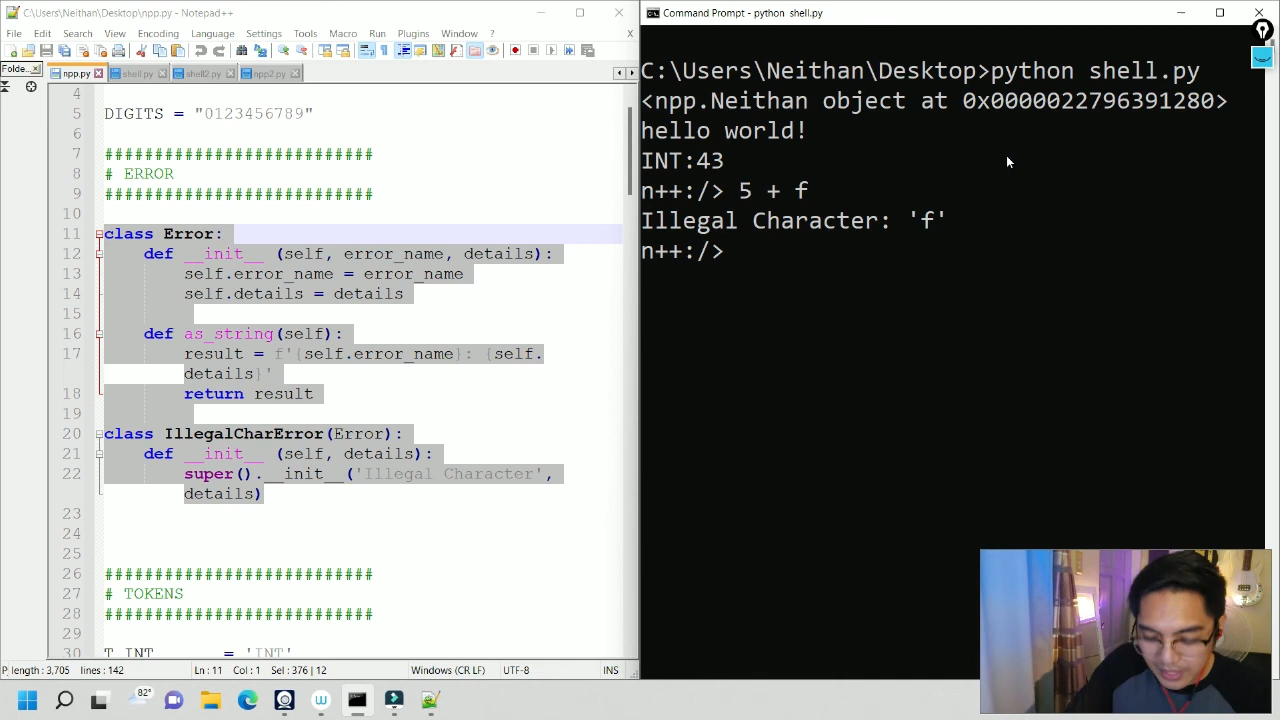 C:\Users\Neithan\Desktop\npp.py - Notepad++
File Edit Search View Encoding Language Settings Tools Macro Run Plugins Window ? X
Folde...
npp.py shell.py shell2.py npp2.py
4
5 DIGITS = "0123456789"
6
7 ###########################
8 # ERROR
9 ###########################
10
11 class Error:
12 def __init__ (self, error_name, details):
13 self.error_name = error_name
14 self.details = details
15
16 def as_string(self):
17 result = f'{self.error_name}: {self.
details}'
18 return result
19
20 class IllegalCharError(Error):
21 def __init__ (self, details):
22 super().__init__('Illegal Character',
details)
23
24
25
26 ###########################
27 # TOKENS
28 ###########################
29
30 T_INT = 'INT'
length : 3,705 lines : 142 Ln : 11 Col : 1 Sel : 376 | 12 Windows (CR LF) UTF-8 INS
Command Prompt - python shell.py
C:\Users\Neithan\Desktop>python shell.py
<npp.Neithan object at 0x0000022796391280>
hello world!
INT:43
n++:/> 5 + f
Illegal Character: 'f'
n++:/>
82°